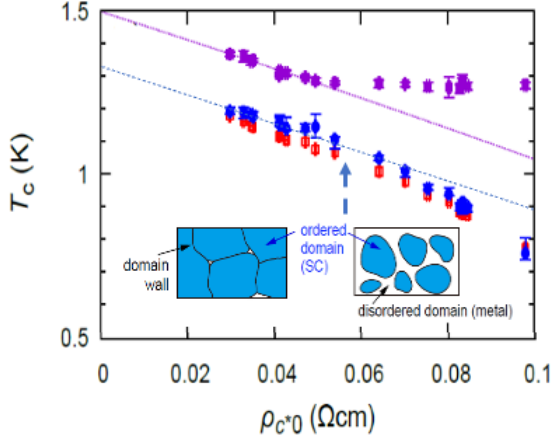 1.5
1
0.5
T_c (K)
domain
wall
ordered
domain
(SC)
disordered domain (metal)
0 0.02 0.04 0.06 0.08 0.1
ρ_c*0 (Ωcm)